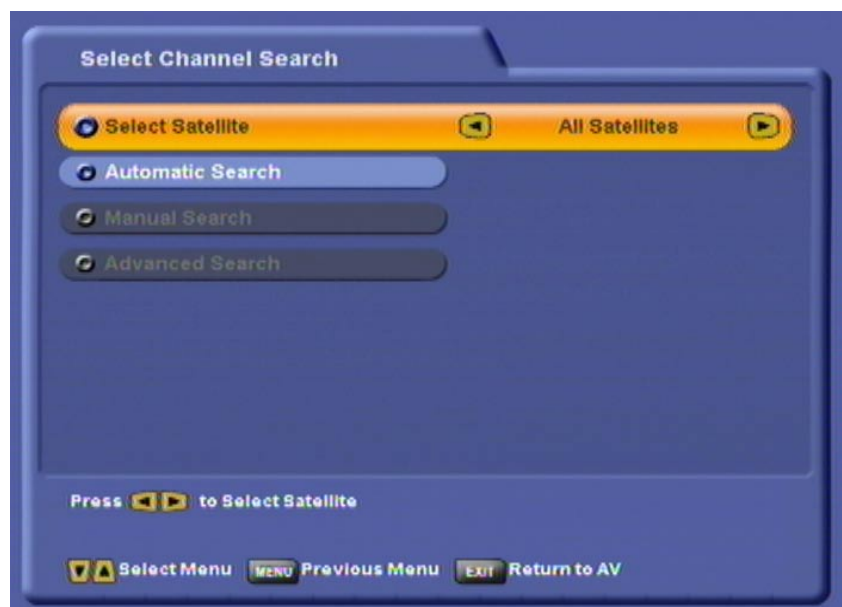 Select Channel Search
Select Satellite All Satellites
Automatic Search
Manual Search
Advanced Search
Press to Select Satellite
Select Menu MENU Previous Menu EXIT Return to AV